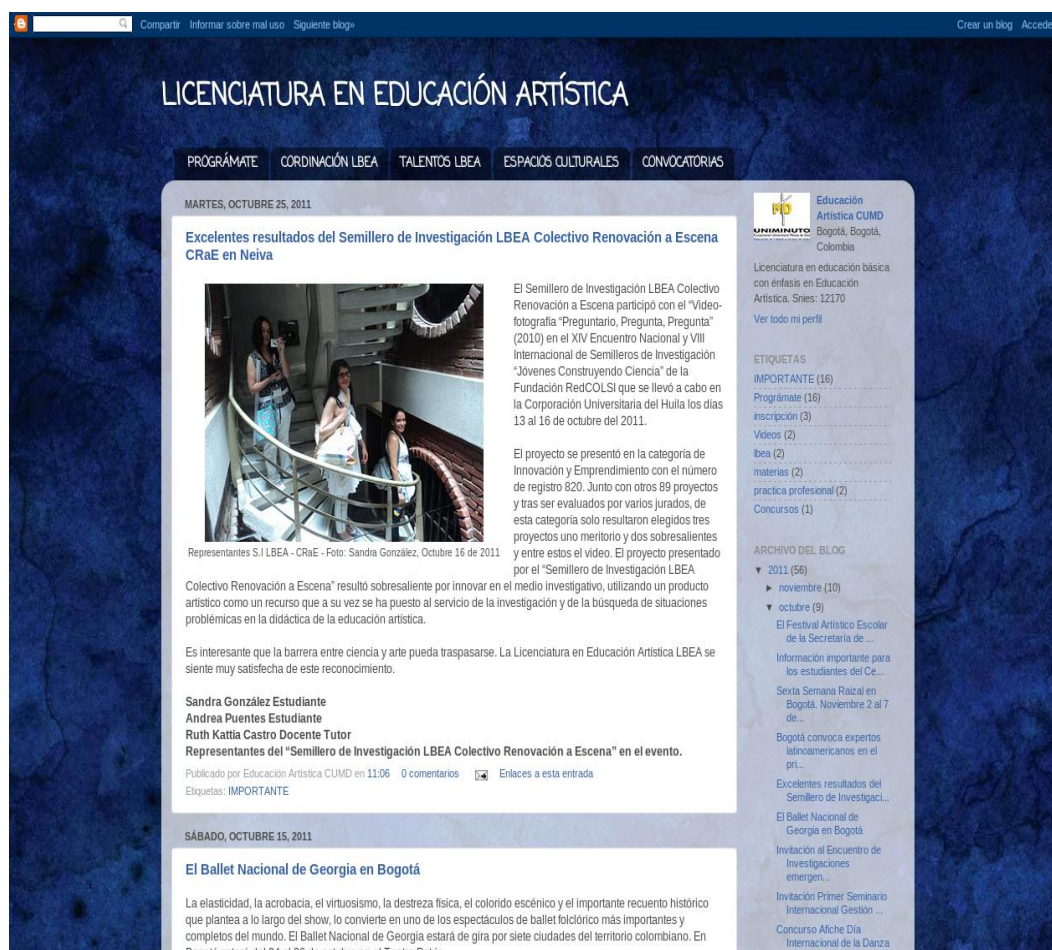 Compartir Informar sobre mal uso Siguiente blog»
Crear un blog Accede
LICENCIATURA EN EDUCACIÓN ARTÍSTICA
PROGRÁMATE
CORDINACIÓN LBEA
TALENTOS LBEA
ESPACIOS CULTURALES
CONVOCATORIAS
MARTES, OCTUBRE 25, 2011
Excelentes resultados del Semillero de Investigación LBEA Colectivo Renovación a Escena
CRaE en Neiva
El Semillero de Investigación LBEA Colectivo
Renovación a Escena participó con el “Video-
fotografía “Preguntario, Pregunta, Pregunta”
(2010) en el XIV Encuentro Nacional y VIII
Internacional de Semilleros de Investigación
“Jóvenes Construyendo Ciencia” de la
Fundación RedCOLSI que se llevó a cabo en
la Corporación Universitaria del Huila los días
13 al 16 de octubre del 2011.
El proyecto se presentó en la categoría de
Innovación y Emprendimiento con el número
de registro 820. Junto con otros 89 proyectos
y tras ser evaluados por varios jurados, de
esta categoría solo resultaron elegidos tres
proyectos uno meritorio y dos sobresalientes
Representantes S.I LBEA - CRaE - Foto: Sandra González, Octubre 16 de 2011
y entre estos el video. El proyecto presentado
por el “Semillero de Investigación LBEA
Colectivo Renovación a Escena” resultó sobresaliente por innovar en el medio investigativo, utilizando un producto
artístico como un recurso que a su vez se ha puesto al servicio de la investigación y de la búsqueda de situaciones
problémicas en la didáctica de la educación artística.
Es interesante que la barrera entre ciencia y arte pueda traspasarse. La Licenciatura en Educación Artística LBEA se
siente muy satisfecha de este reconocimiento.
Sandra González Estudiante
Andrea Puentes Estudiante
Ruth Kattia Castro Docente Tutor
Representantes del “Semillero de Investigación LBEA Colectivo Renovación a Escena” en el evento.
Publicado por Educación Artística CUMD en 11:06 0 comentarios Enlaces a esta entrada
Etiquetas: IMPORTANTE
SÁBADO, OCTUBRE 15, 2011
El Ballet Nacional de Georgia en Bogotá
La elasticidad, la acrobacia, el virtuosismo, la destreza física, el colorido escénico y el importante recuento histórico
que plantea a lo largo del show, lo convierte en uno de los espectáculos de ballet folclórico más importantes y
completos del mundo. El Ballet Nacional de Georgia estará de gira por siete ciudades del territorio colombiano. En
UNIMINUTO
Educación
Artística CUMD
Bogotá, Bogotá,
Colombia
Licenciatura en educación básica
con énfasis en Educación
Artística. Snies: 12170
Ver todo mi perfil
ETIQUETAS
IMPORTANTE (16)
Prográmate (16)
inscripción (3)
Videos (2)
lbea (2)
materias (2)
practica profesional (2)
Concursos (1)
ARCHIVO DEL BLOG
▼ 2011 (56)
► noviembre (10)
▼ octubre (9)
El Festival Artístico Escolar
de la Secretaría de ...
Información importante para
los estudiantes del Ce...
Sexta Semana Raizal en
Bogotá. Noviembre 2 al 7
de...
Bogotá convoca expertos
latinoamericanos en el
pri...
Excelentes resultados del
Semillero de Investigaci...
El Ballet Nacional de
Georgia en Bogotá
Invitación al Encuentro de
Investigaciones
emergen...
Invitación Primer Seminario
Internacional Gestión ...
Concurso Afiche Día
Internacional de la Danza